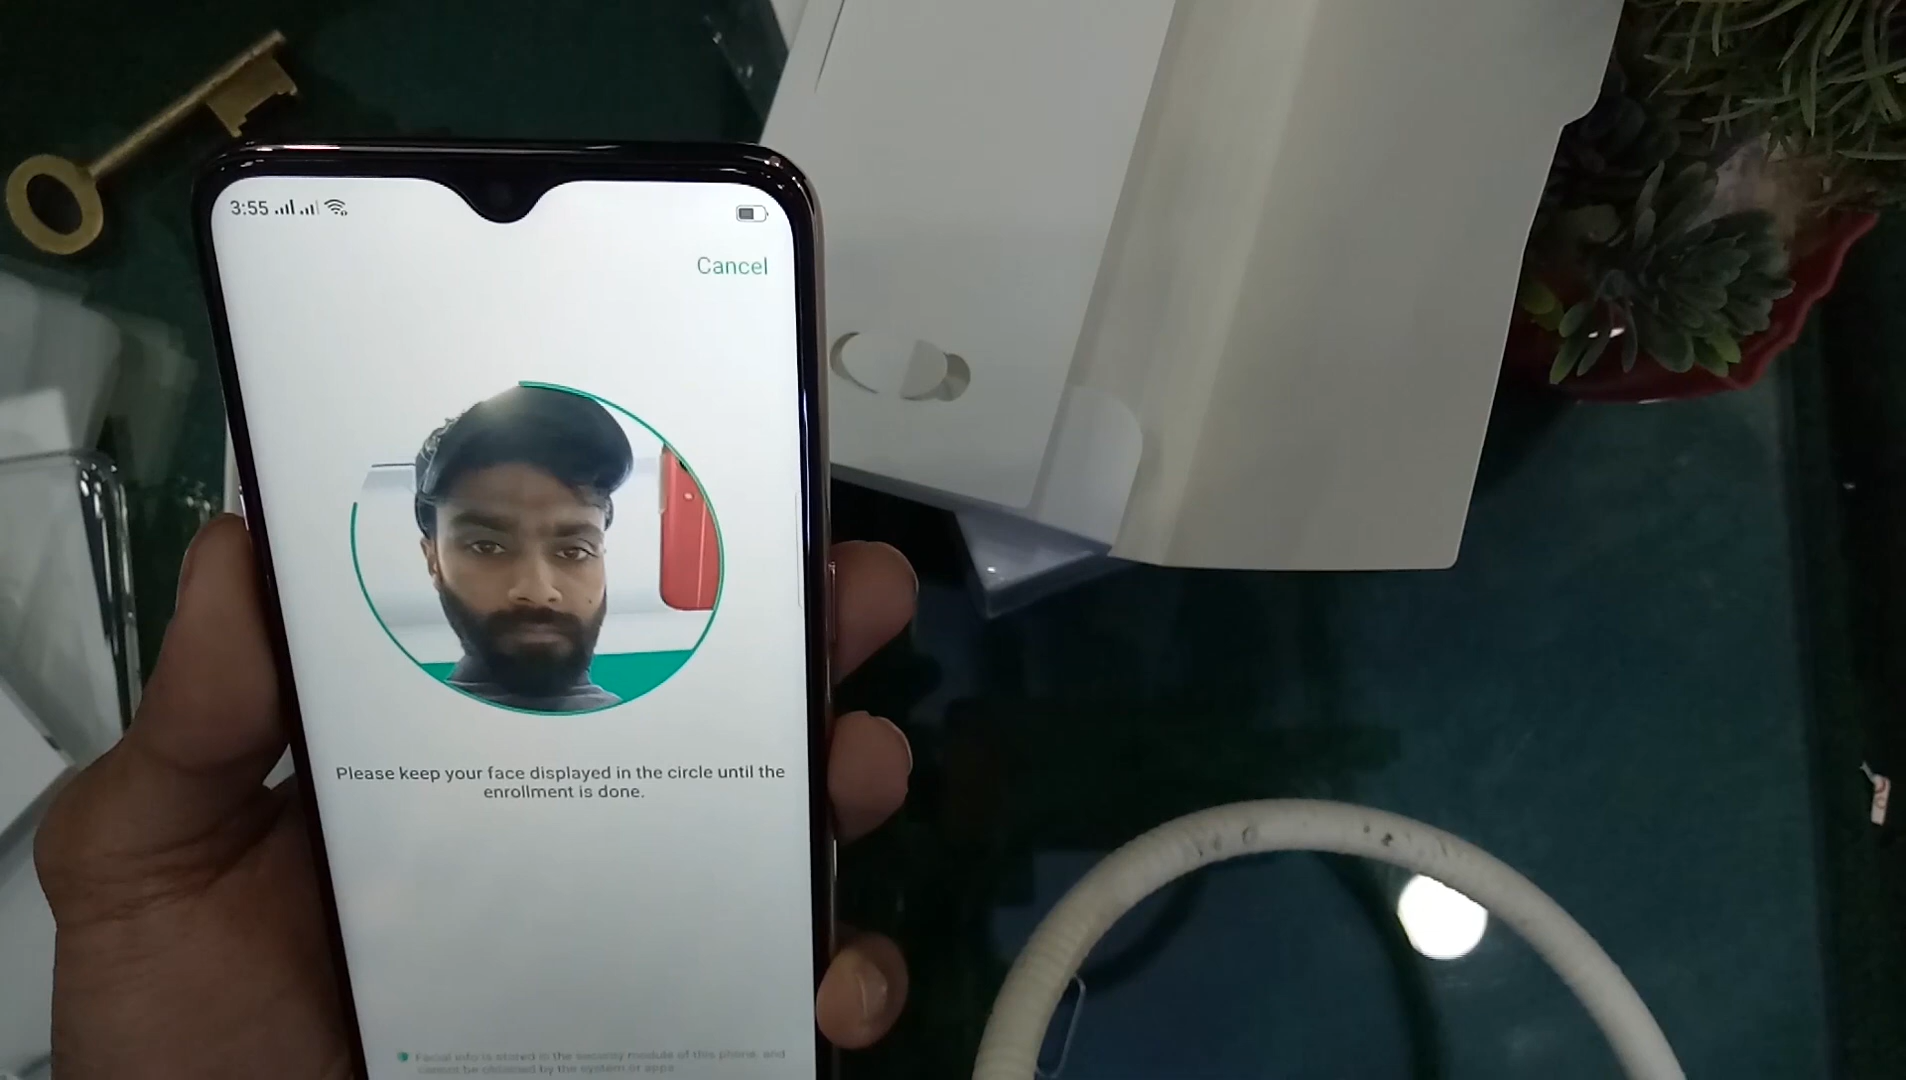 3:55
Cancel
Please keep your face displayed in the circle until the
enrollment is done.
Facial info is stored in the security module of this phone, and
cannot be obtained by the system or apps